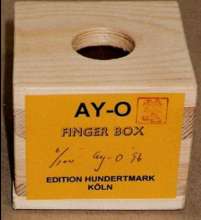 AY-O
FINGER BOX
ay-o '96
EDITION HUNDERTMARK
KÖLN